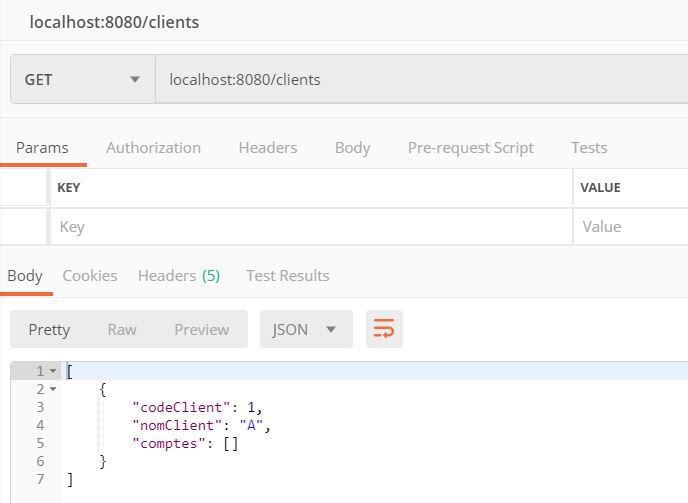 localhost:8080/clients
GET localhost:8080/clients
Params Authorization Headers Body Pre-request Script Tests
KEY VALUE
Key Value
Body Cookies Headers (5) Test Results
Pretty Raw Preview JSON
1 [
2 {
3 "codeClient": 1,
4 "nomClient": "A",
5 "comptes": []
6 }
7 ]